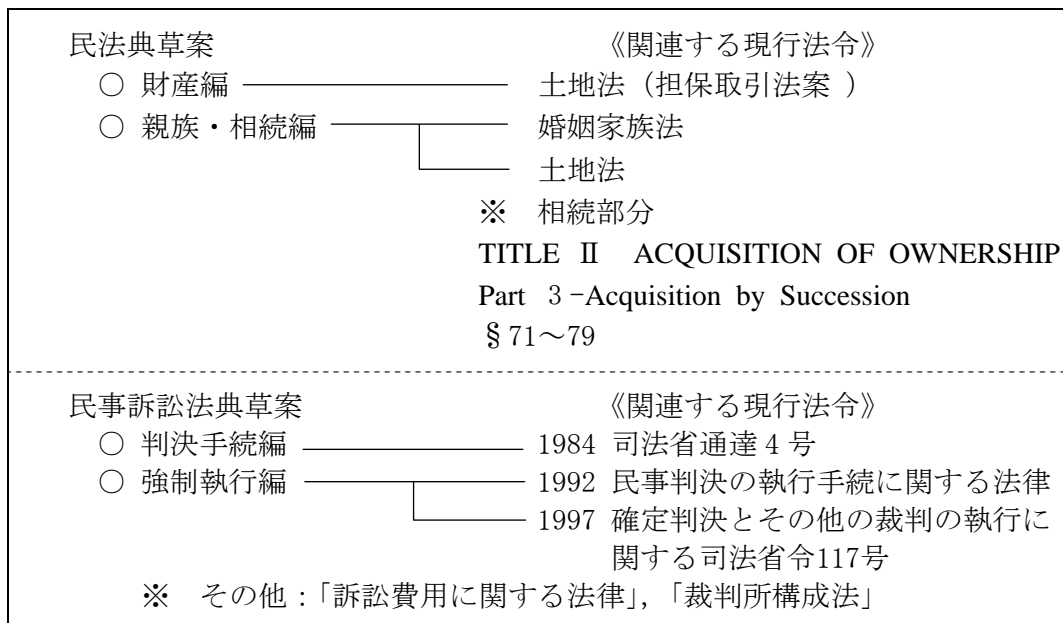 民法典草案 《関連する現行法令》
○ 財産編 土地法（担保取引法案 ）
○ 親族・相続編 婚姻家族法
土地法
※ 相続部分
TITLE Ⅱ ACQUISITION OF OWNERSHIP
Part 3-Acquisition by Succession
§71～79
民事訴訟法典草案 《関連する現行法令》
○ 判決手続編 1984 司法省通達4号
○ 強制執行編 1992 民事判決の執行手続に関する法律
1997 確定判決とその他の裁判の執行に
関する司法省令117号
※ その他：「訴訟費用に関する法律」，「裁判所構成法」